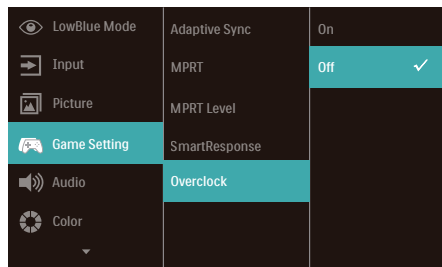 LowBlue Mode
Input
Picture
Game Setting
Audio
Color
Adaptive Sync
MPRT
MPRT Level
SmartResponse
Overclock
On
Off